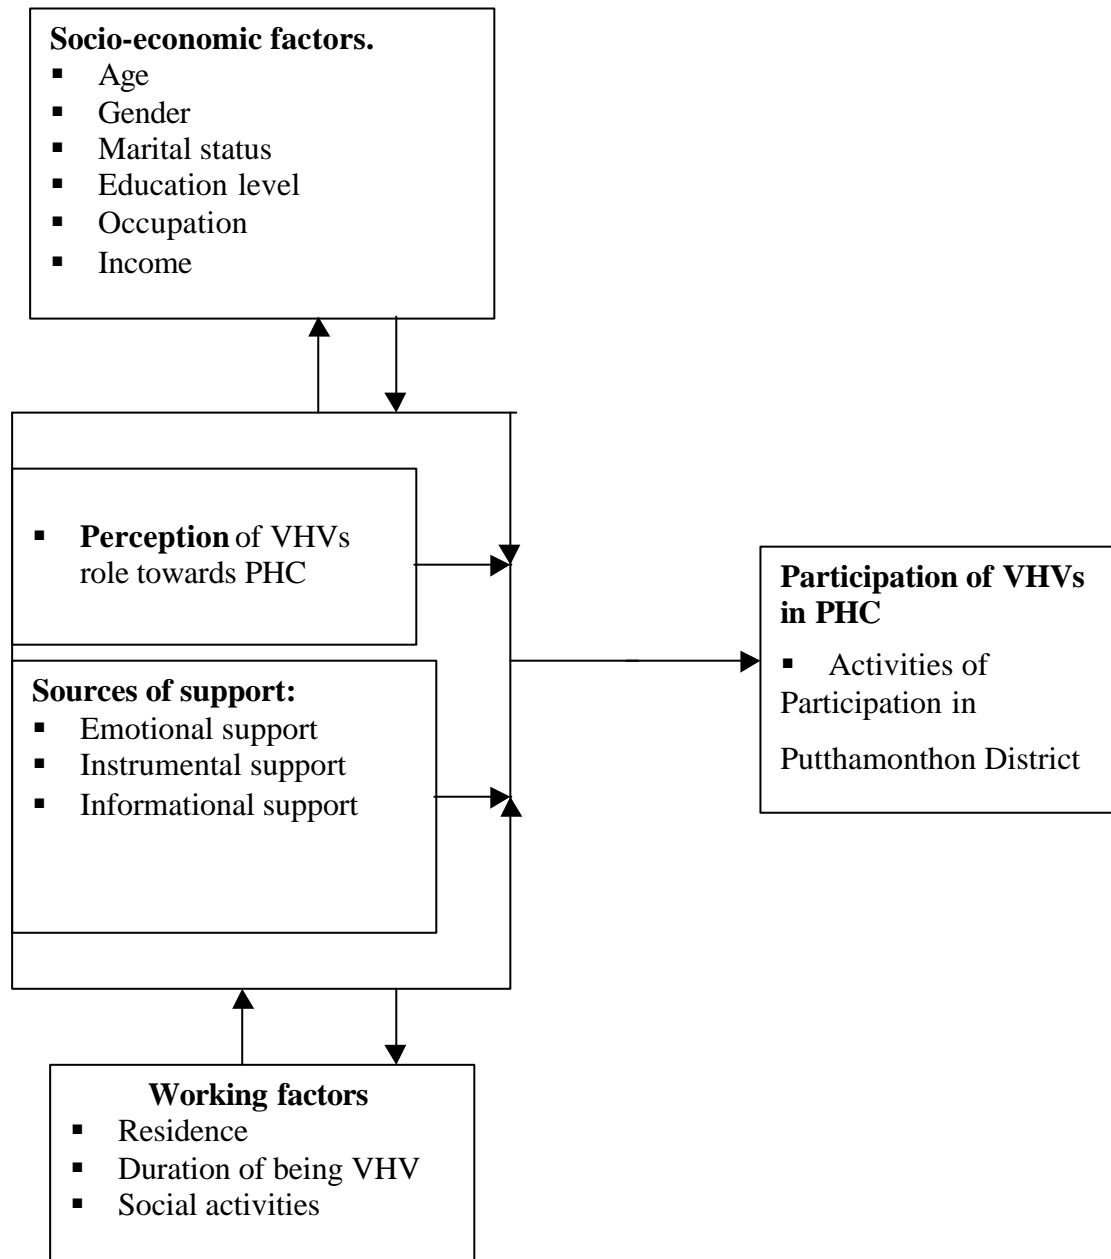 Socio-economic factors.
▪ Age
▪ Gender
▪ Marital status
▪ Education level
▪ Occupation
▪ Income
▪ Perception of VHVs
role towards PHC
Sources of support:
▪ Emotional support
▪ Instrumental support
▪ Informational support
Participation of VHVs
in PHC
▪ Activities of
Participation in
Putthamonthon District
Working factors
▪ Residence
▪ Duration of being VHV
▪ Social activities